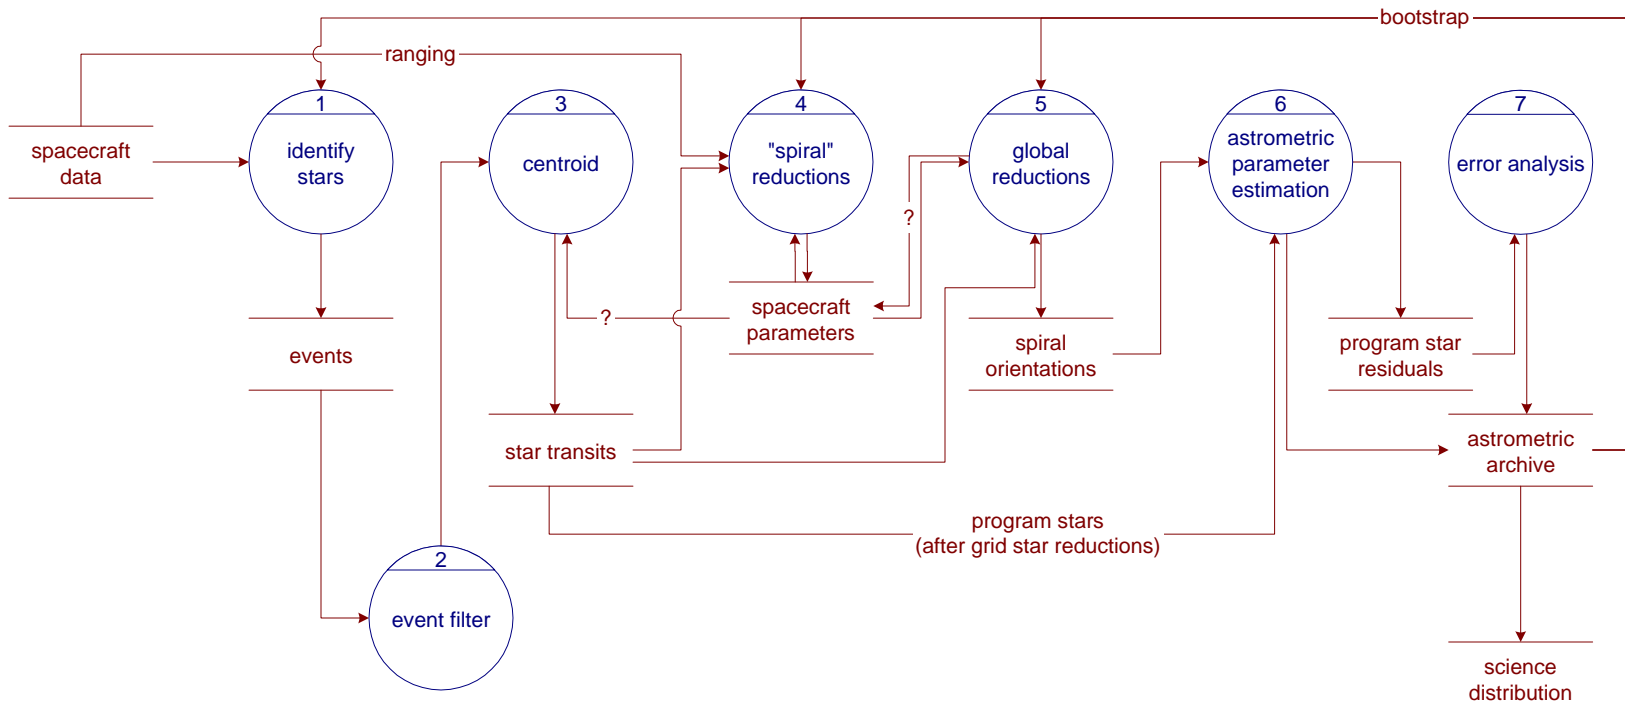 bootstrap
ranging
1
identify
stars
3
centroid
4
"spiral"
reductions
5
global
reductions
6
astrometric
parameter
estimation
7
error analysis
spacecraft
data
?
?
spacecraft
parameters
events
spiral
orientations
program star
residuals
star transits
astrometric
archive
program stars
(after grid star reductions)
2
event filter
science
distribution